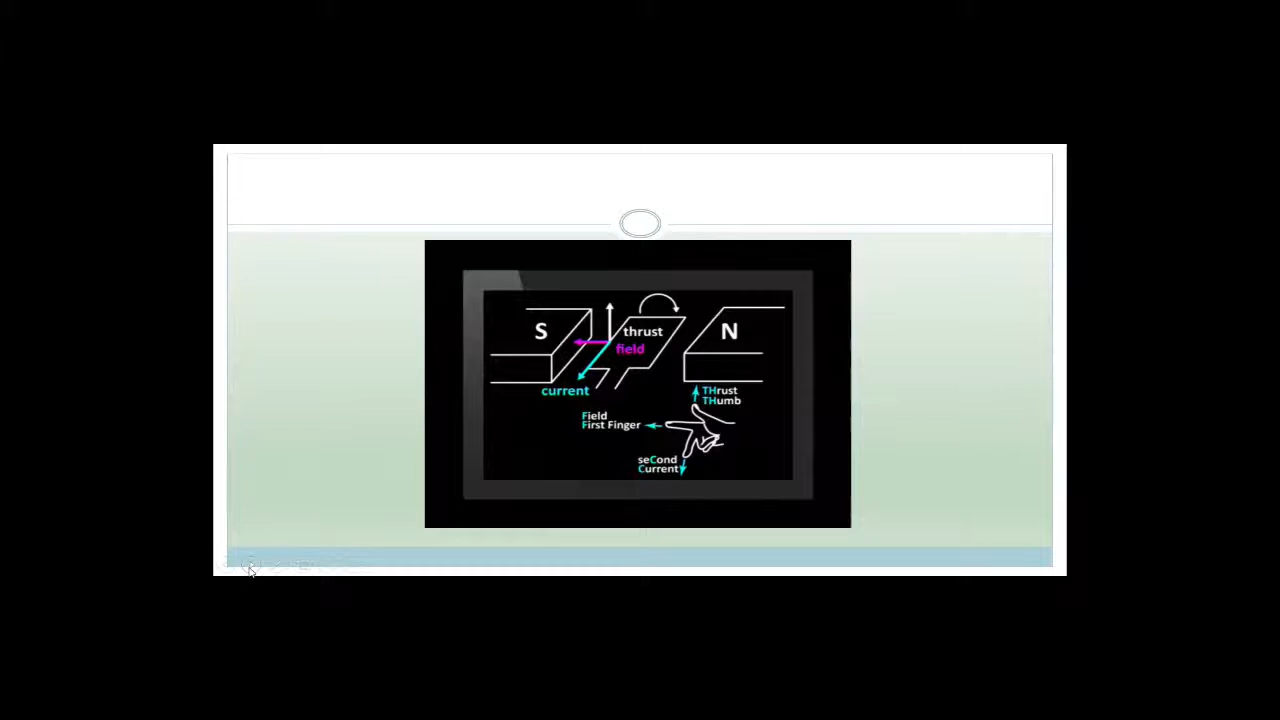 S
thrust
N
field
current
THrust
THumb
Field
First Finger
seCond
Current